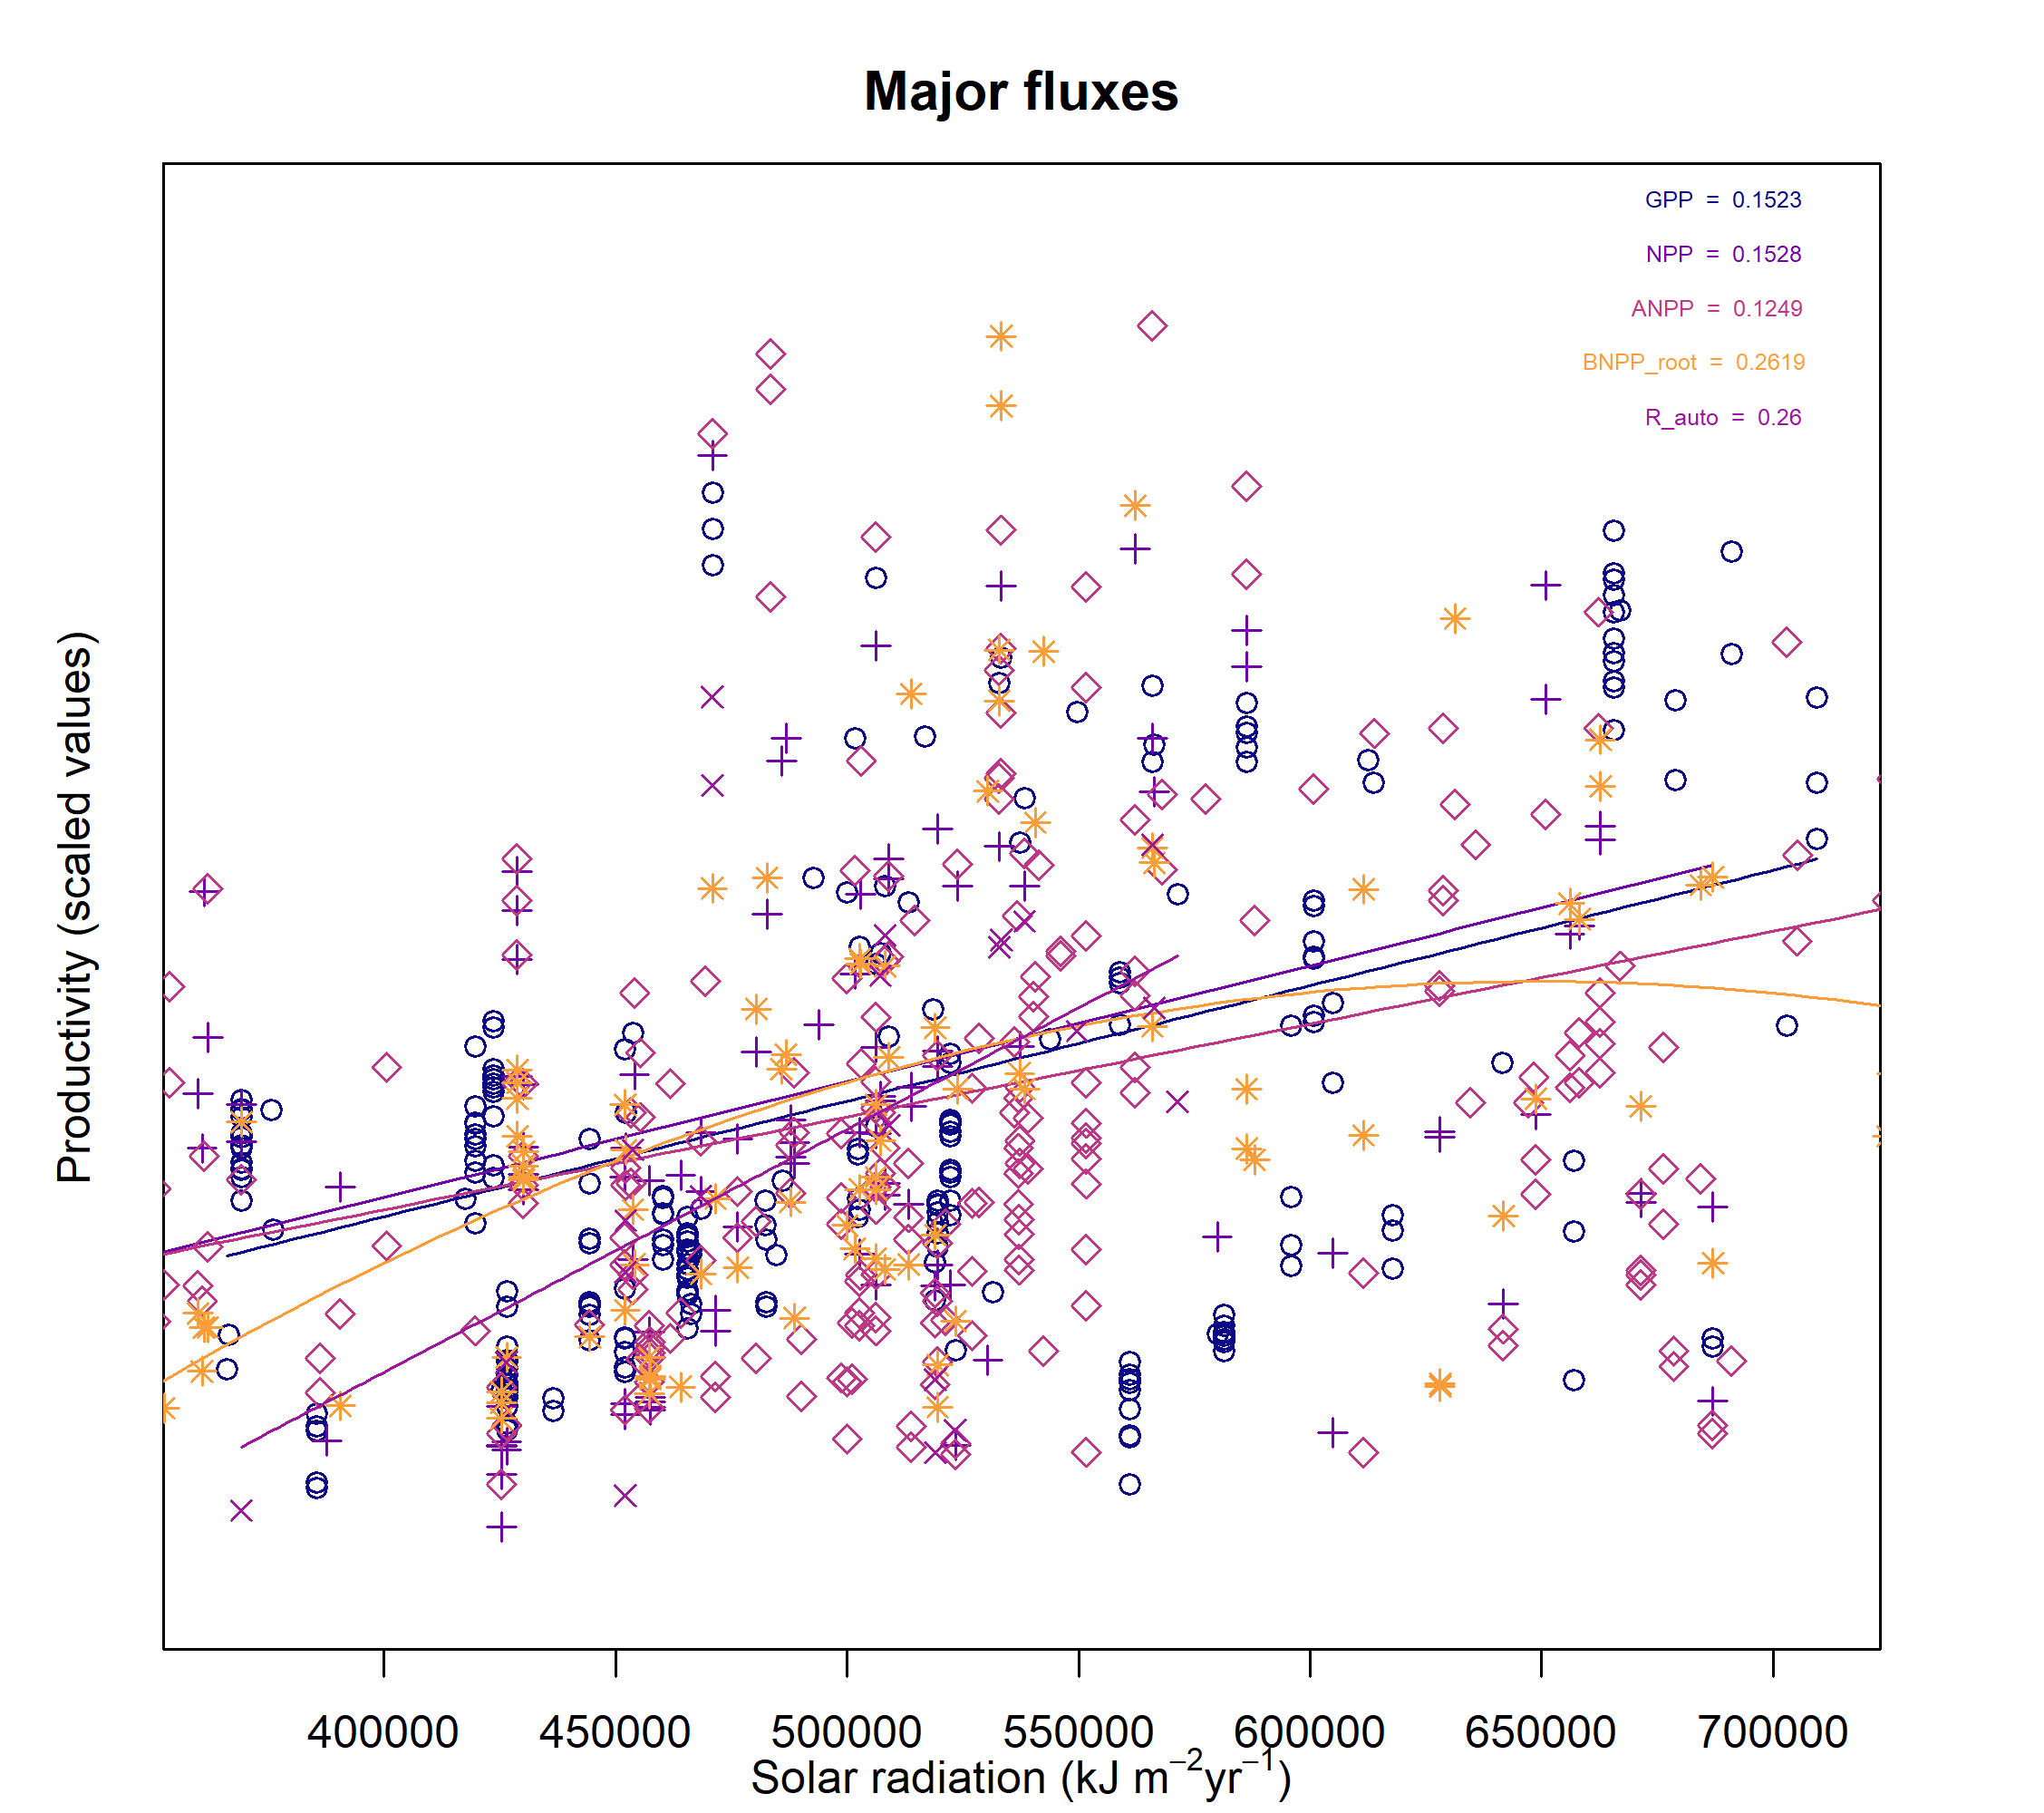 Major fluxes
GPP = 0.1523
NPP = 0.1528
ANPP = 0.1249
BNPP_root = 0.2619
R_auto = 0.26
Productivity (scaled values)
400000 450000 500000 550000 600000 650000 700000
Solar radiation (kJ m⁻²yr⁻¹)